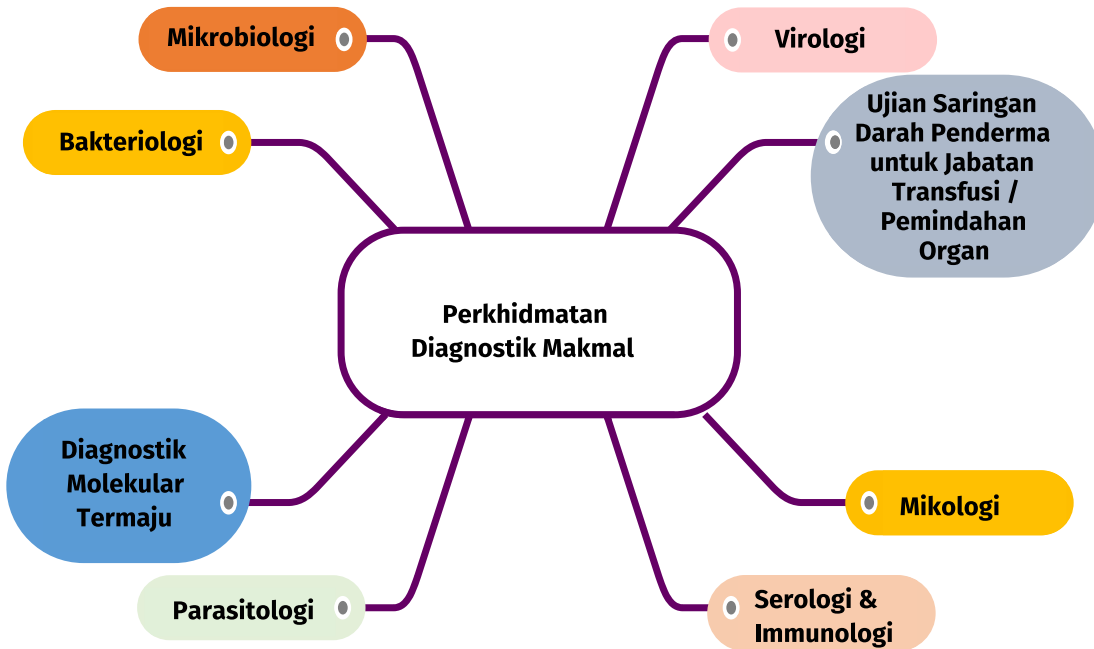 Mikrobiologi
Virologi
Bakteriologi
Ujian Saringan
Darah Penderma
untuk Jabatan
Transfusi /
Pemindahan
Organ
Perkhidmatan
Diagnostik Makmal
Diagnostik
Molekular
Termaju
Mikologi
Parasitologi
Serologi &
Immunologi